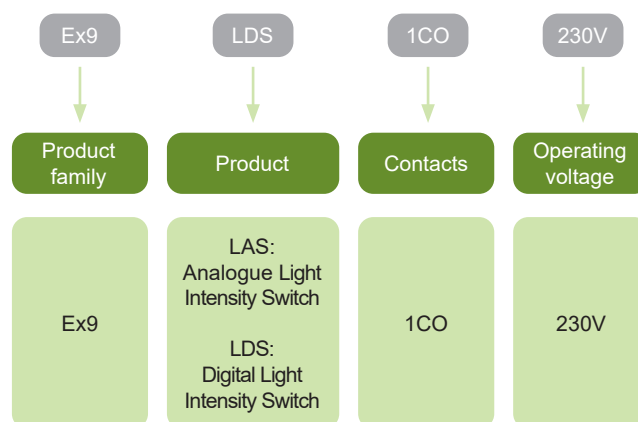 Ex9
LDS
1CO
230V
Product
family
Product
Contacts
Operating
voltage
Ex9
LAS:
Analogue Light
Intensity Switch
LDS:
Digital Light
Intensity Switch
1CO
230V